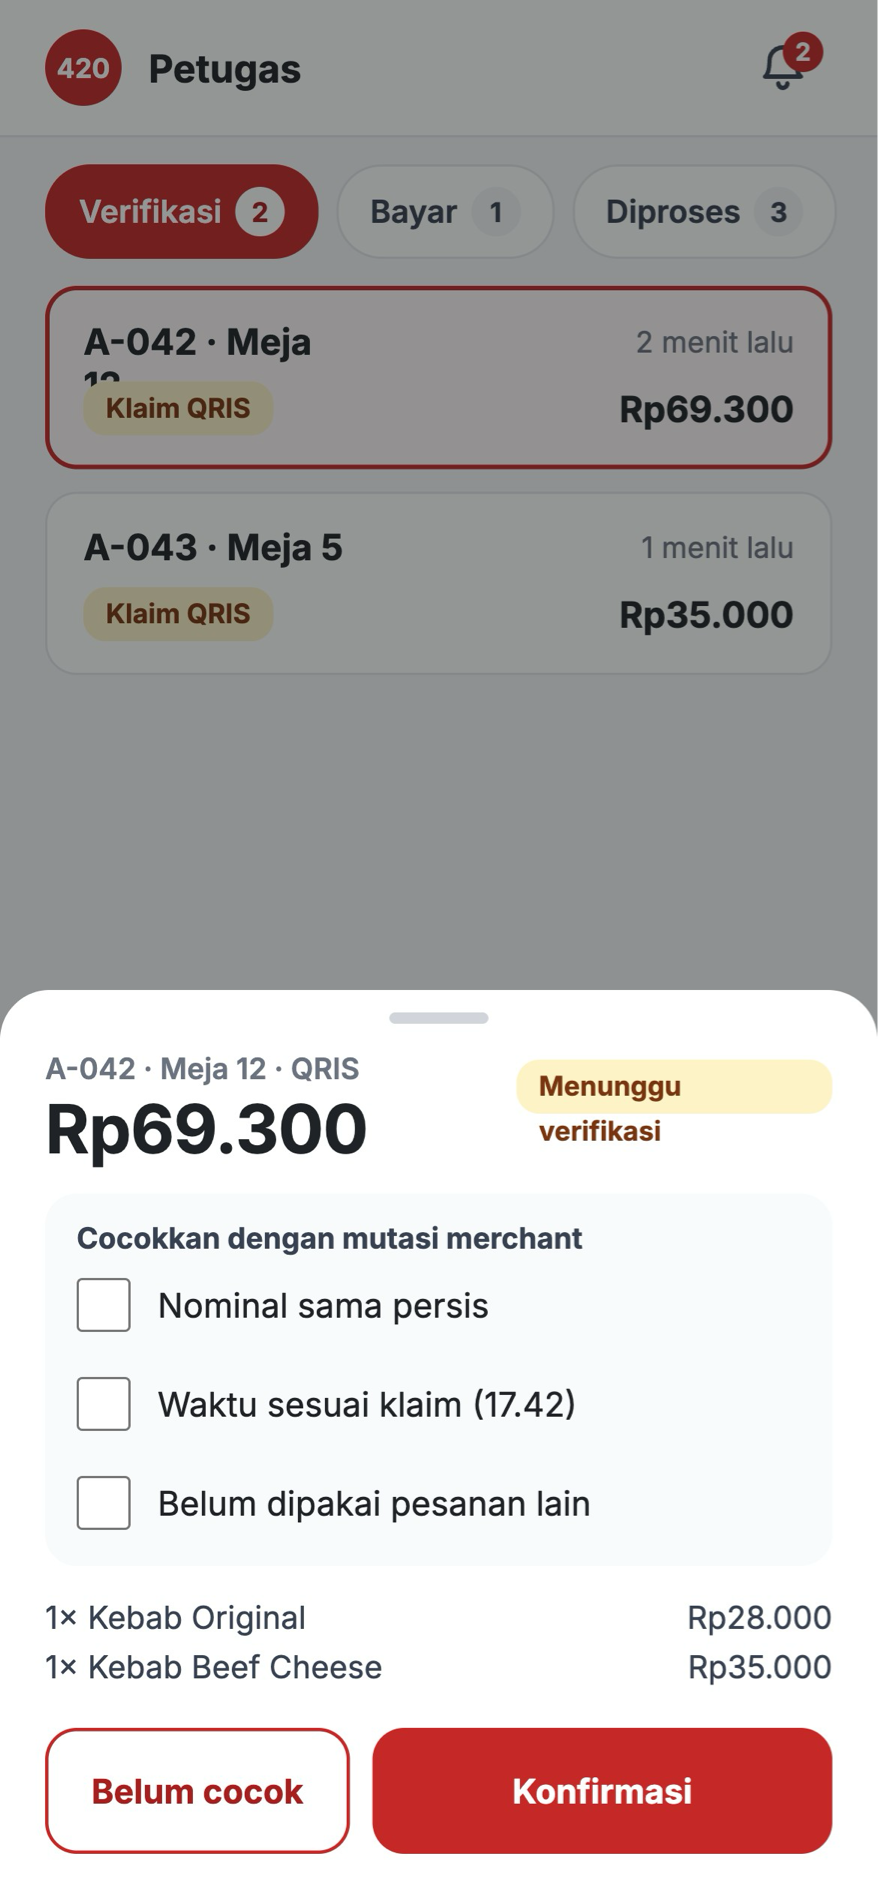 420 Petugas 2
Verifikasi 2 Bayar 1 Diproses 3
A-042 · Meja 2 menit lalu
12
Klaim QRIS Rp69.300
A-043 · Meja 5 1 menit lalu
Klaim QRIS Rp35.000
A-042 · Meja 12 · QRIS
Rp69.300
Menunggu
verifikasi
Cocokkan dengan mutasi merchant
Nominal sama persis
Waktu sesuai klaim (17.42)
Belum dipakai pesanan lain
1× Kebab Original Rp28.000
1× Kebab Beef Cheese Rp35.000
Belum cocok Konfirmasi